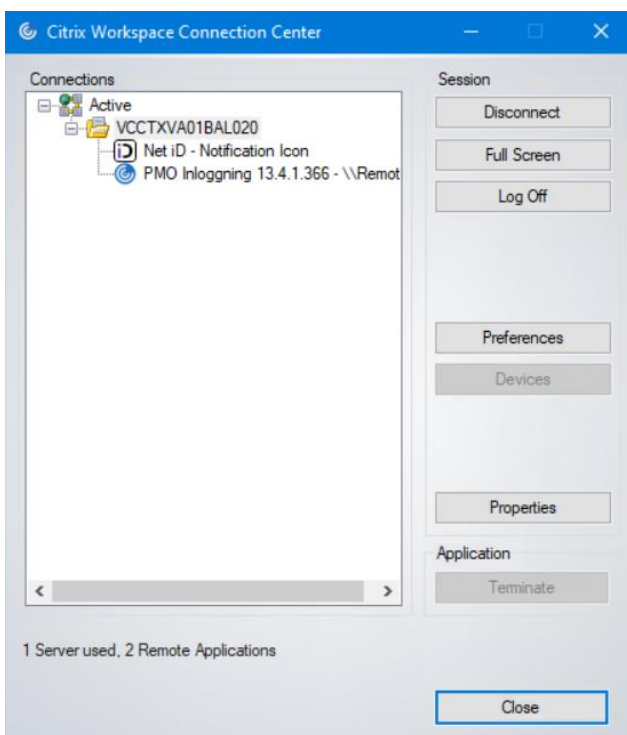 Citrix Workspace Connection Center
Connections
Active
VCCTXVA01BAL020
Net iD - Notification Icon
PMO Inloggning 13.4.1.366 - \\Remot
Session
Disconnect
Full Screen
Log Off
Preferences
Devices
Properties
Application
Terminate
1 Server used, 2 Remote Applications
Close